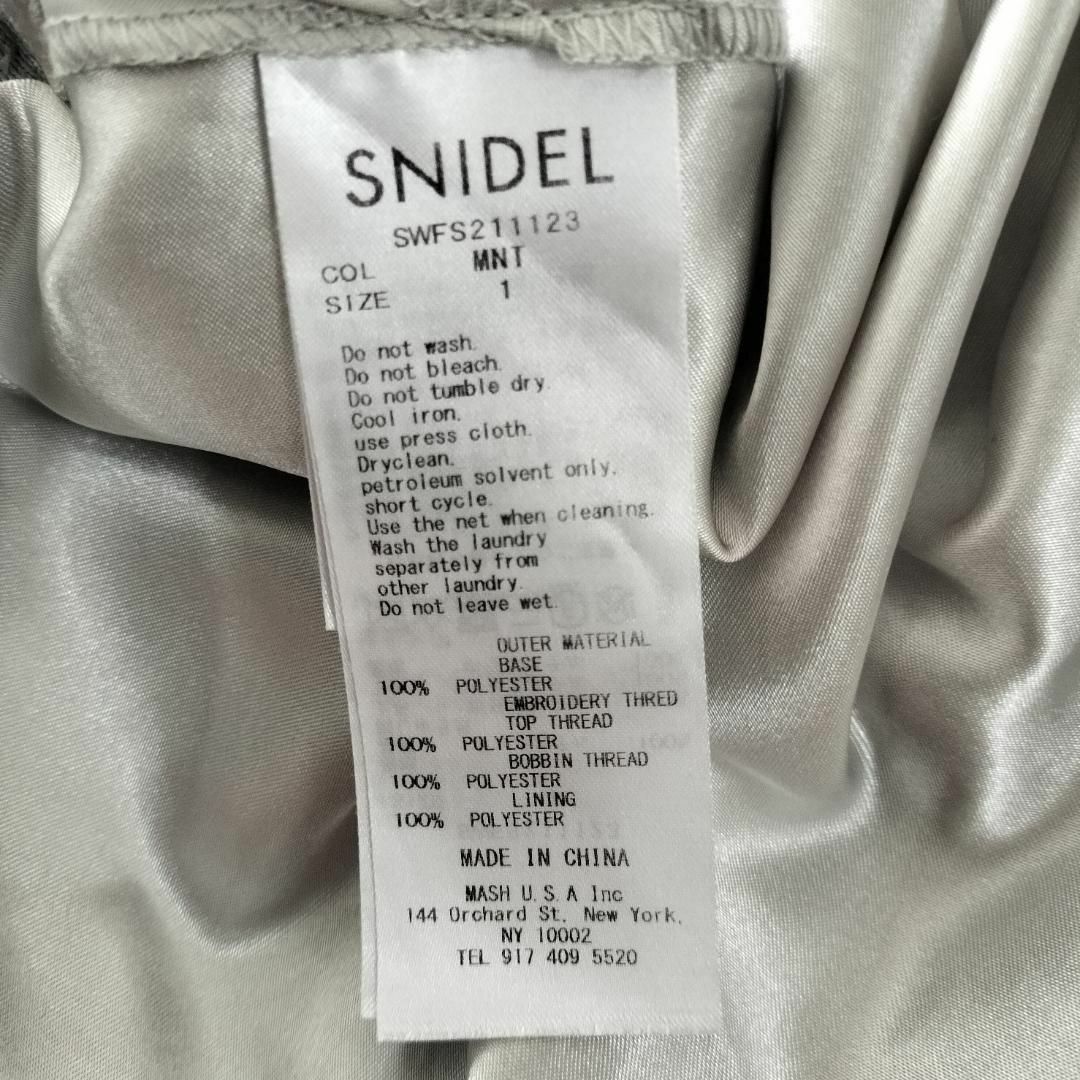 SNIDEL
SWFS211123
COL MNT
SIZE 1
Do not wash.
Do not bleach.
Do not tumble dry.
Cool iron.
use press cloth.
Dryclean.
petroleum solvent only.
short cycle.
Use the net when cleaning.
Wash the laundry
separately from
other laundry.
Do not leave wet.
OUTER MATERIAL
BASE
100% POLYESTER
EMBROIDERY THRED
TOP THREAD
100% POLYESTER
BOBBIN THREAD
100% POLYESTER
LINING
100% POLYESTER
MADE IN CHINA
MASH U.S.A Inc
144 Orchard St, New York,
NY 10002
TEL 917 409 5520